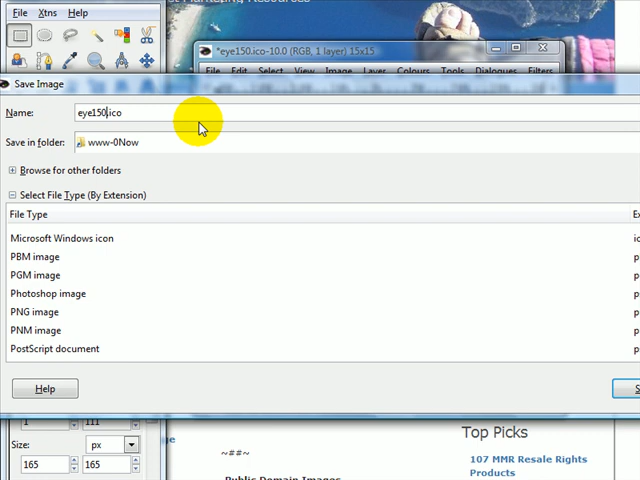 File Xtns Help
*eye150.ico-10.0 (RGB, 1 layer) 15x15
File Edit Select View Image Layer Colours Tools Dialogues Filters
Save Image
Name: eye150.ico
Save in folder: www-0Now
Browse for other folders
Select File Type (By Extension)
File Type
Microsoft Windows icon
PBM image
PGM image
Photoshop image
PNG image
PNM image
PostScript document
Help
Size: px
165 165
~##~
Public Domain Images
Top Picks
107 MMR Resale Rights
Products